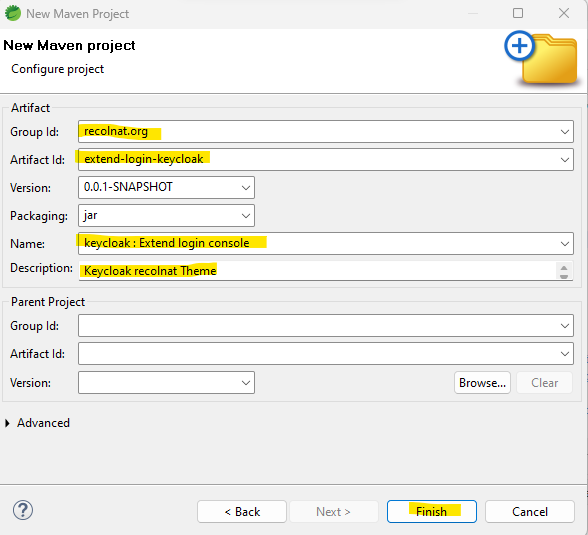 New Maven Project
New Maven project
Configure project
Artifact
Group Id: recolnat.org
Artifact Id: extend-login-keycloak
Version: 0.0.1-SNAPSHOT
Packaging: jar
Name: keycloak : Extend login console
Description: Keycloak recolnat Theme
Parent Project
Group Id:
Artifact Id:
Version: Browse... Clear
Advanced
? < Back Next > Finish Cancel